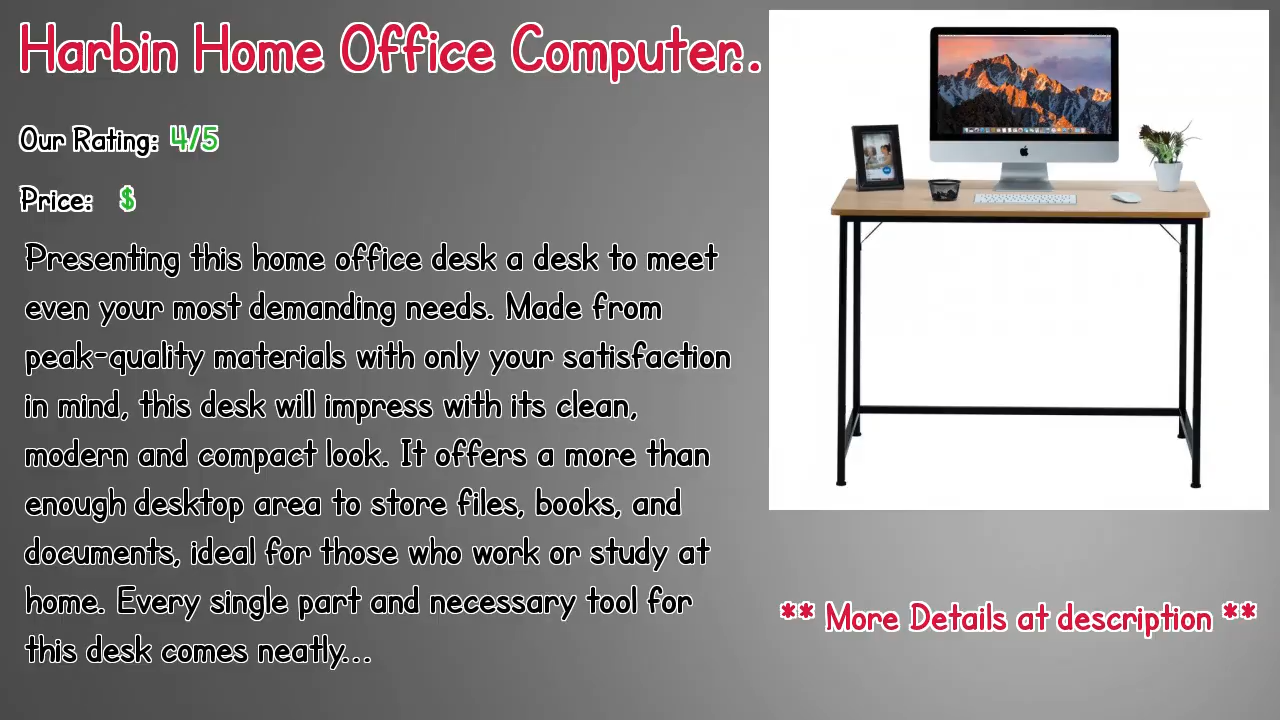 Harbin Home Office Computer...
Our Rating: 4/5
Price: $
Presenting this home office desk a desk to meet
even your most demanding needs. Made from
peak-quality materials with only your satisfaction
in mind, this desk will impress with its clean,
modern and compact look. It offers a more than
enough desktop area to store files, books, and
documents, ideal for those who work or study at
home. Every single part and necessary tool for
this desk comes neatly...
** More Details at description **